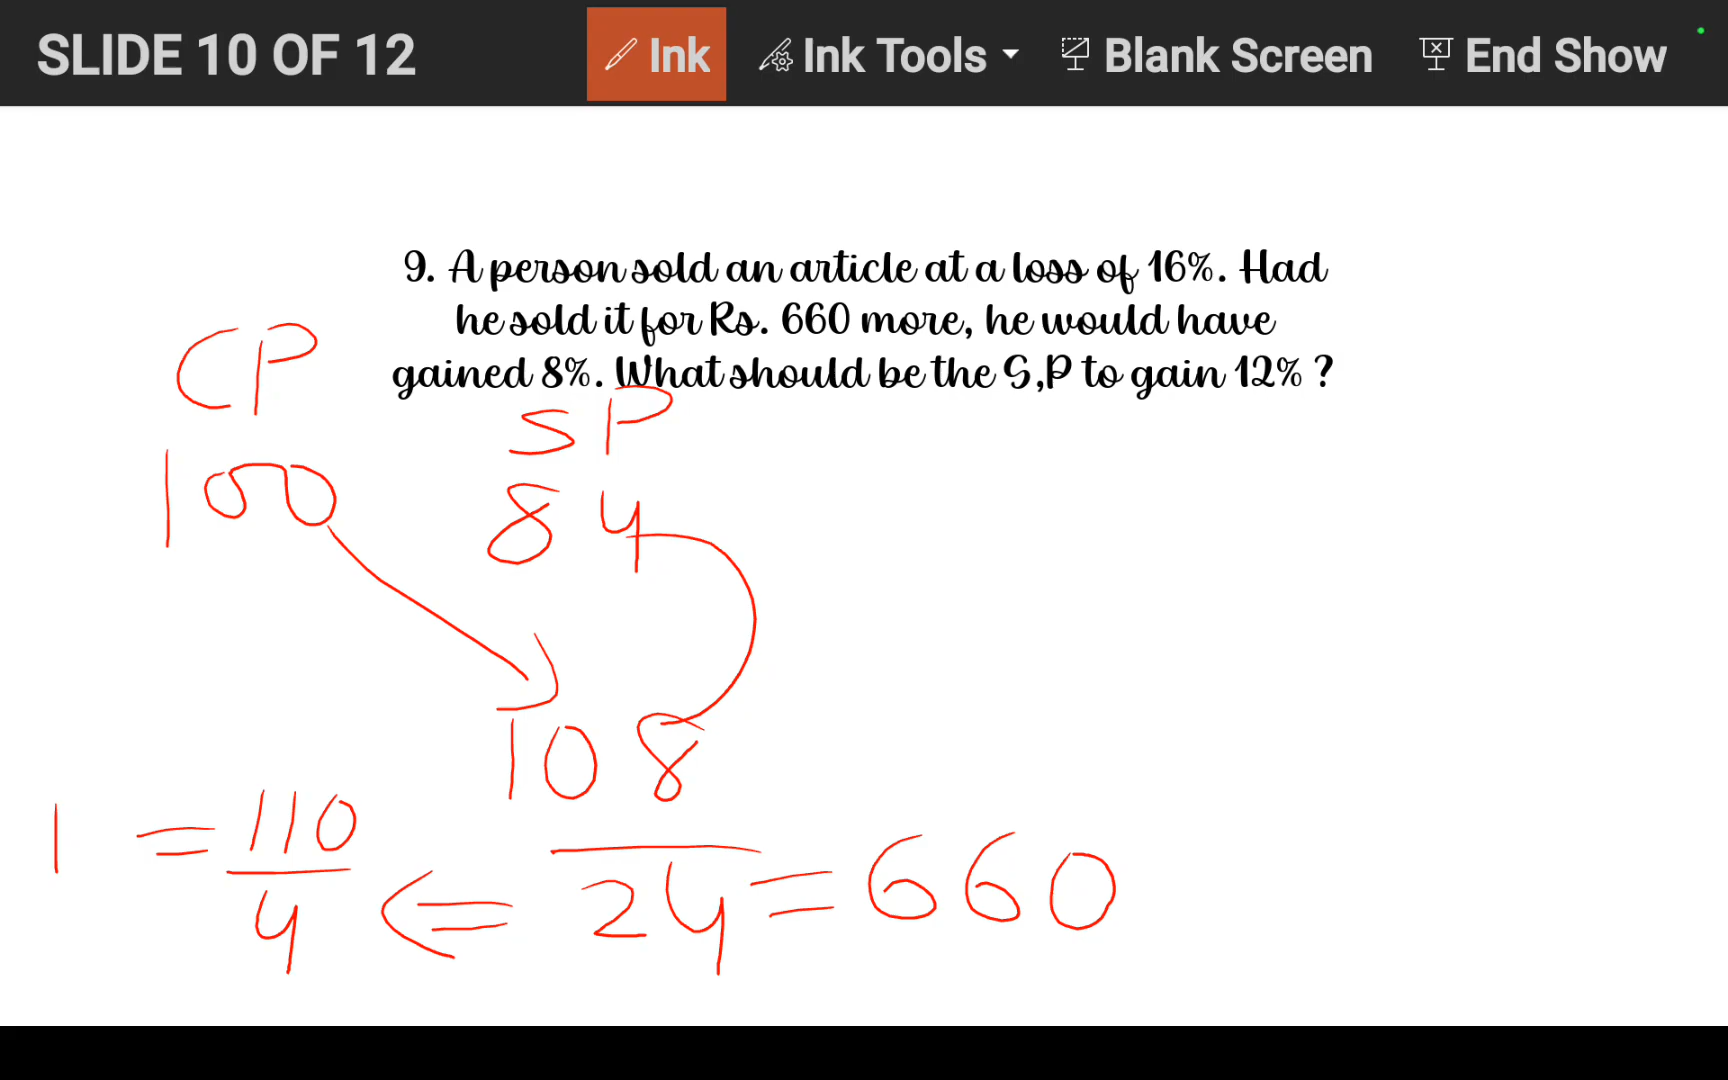 SLIDE 10 OF 12 Ink Ink Tools Blank Screen End Show
9. A person sold an article at a loss of 16%. Had
he sold it for Rs. 660 more, he would have
gained 8%. What should be the S,P to gain 12% ?
CP
SP
100
84
108
1 = 110/4 ⇐ 24 = 660